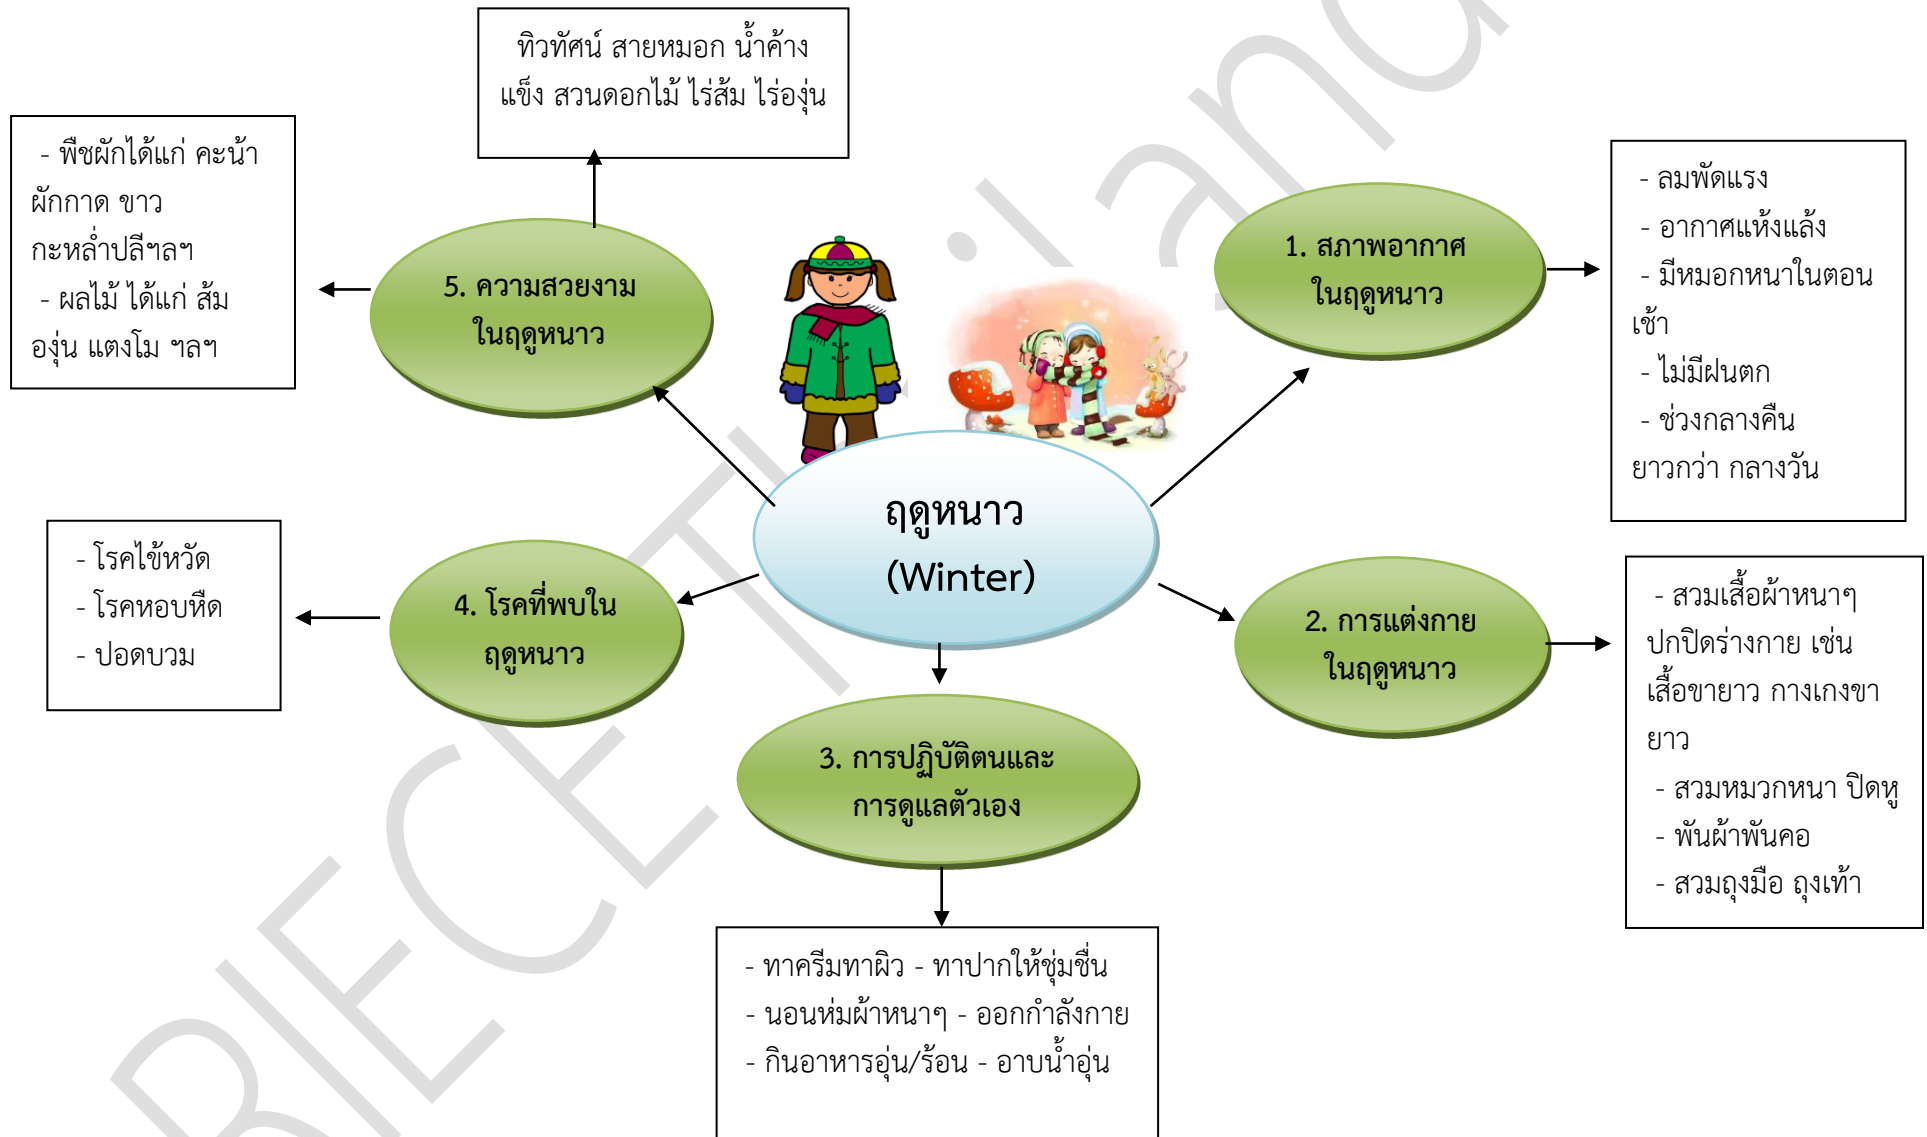 ทิวทัศน์ สายหมอก น้ำค้าง
แข็ง สวนดอกไม้ ไร่ส้ม ไร่องุ่น
- พืชผักได้แก่ คะน้า
ผักกาด ขาว
กะหล่ำปลีฯลฯ
- ผลไม้ ได้แก่ ส้ม
องุ่น แตงโม ฯลฯ
5. ความสวยงาม
ในฤดูหนาว
1. สภาพอากาศ
ในฤดูหนาว
- ลมพัดแรง
- อากาศแห้งแล้ง
- มีหมอกหนาในตอน
เช้า
- ไม่มีฝนตก
- ช่วงกลางคืน
ยาวกว่า กลางวัน
ฤดูหนาว
(Winter)
- โรคไข้หวัด
- โรคหอบหืด
- ปอดบวม
4. โรคที่พบใน
ฤดูหนาว
2. การแต่งกาย
ในฤดูหนาว
- สวมเสื้อผ้าหนาๆ
ปกปิดร่างกาย เช่น
เสื้อขายาว กางเกงขา
ยาว
- สวมหมวกหนา ปิดหู
- พันผ้าพันคอ
- สวมถุงมือ ถุงเท้า
3. การปฏิบัติตนและ
การดูแลตัวเอง
- ทาครีมทาผิว - ทาปากให้ชุ่มชื่น
- นอนห่มผ้าหนาๆ - ออกกำลังกาย
- กินอาหารอุ่น/ร้อน - อาบน้ำอุ่น
RIECE Thailand